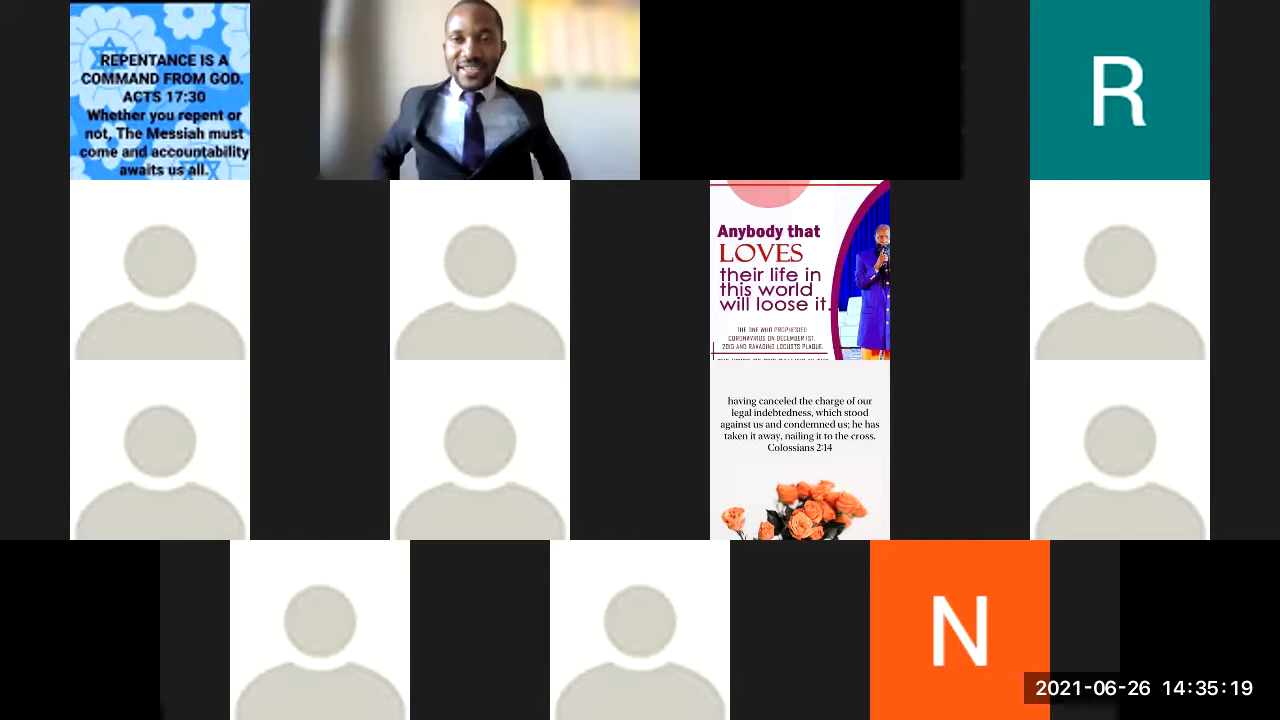 REPENTANCE IS A
COMMAND FROM GOD.
ACTS 17:30
Whether you repent or
not, The Messiah must
come and accountability
awaits us all.
R
Anybody that
LOVES
their life in
this world
will loose it.
THE ONE WHO PROPHESIED
CORONAVIRUS ON DECEMBER 1ST,
2015 AND RAVAGING LOCUSTS PLAGUE.
having canceled the charge of our
legal indebtedness, which stood
against us and condemned us; he has
taken it away, nailing it to the cross.
Colossians 2:14
N
2021-06-26 14:35:19